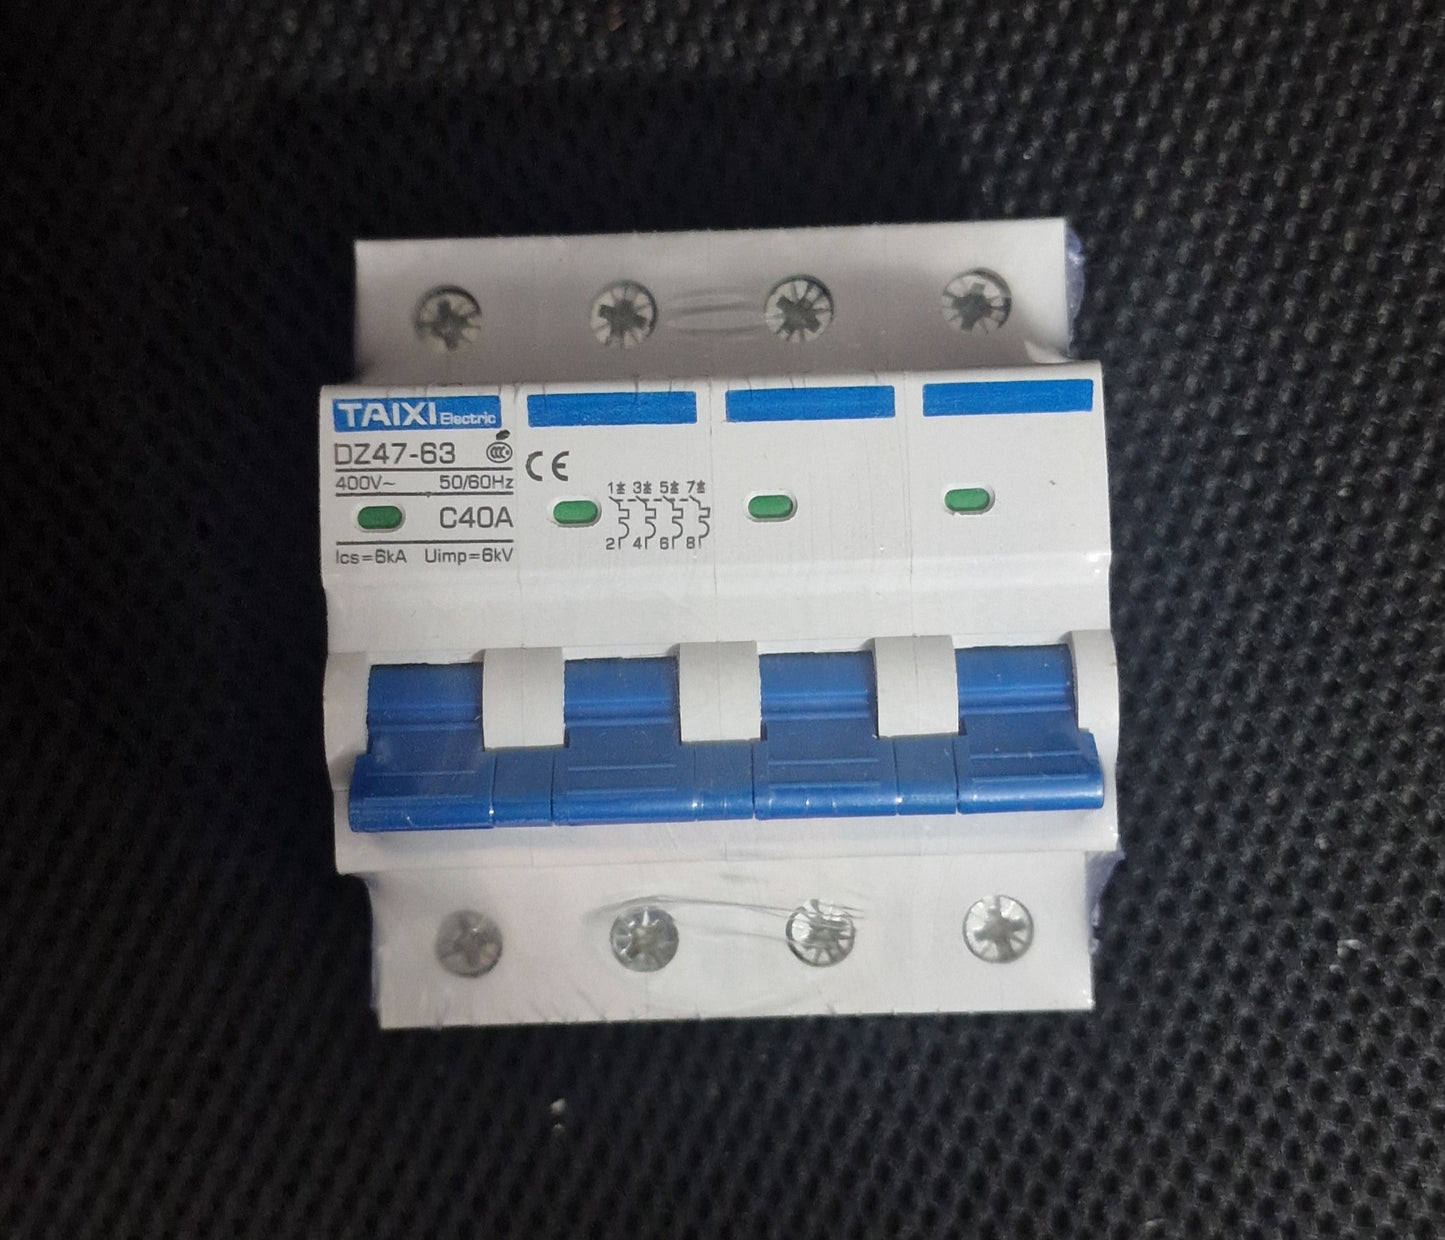 TAIXI Electric
DZ47-63 CCC
400V~ 50/60Hz
C40A
Ics=6kA Uimp=6kV
CE
1 3 5 7
2 4 6 8